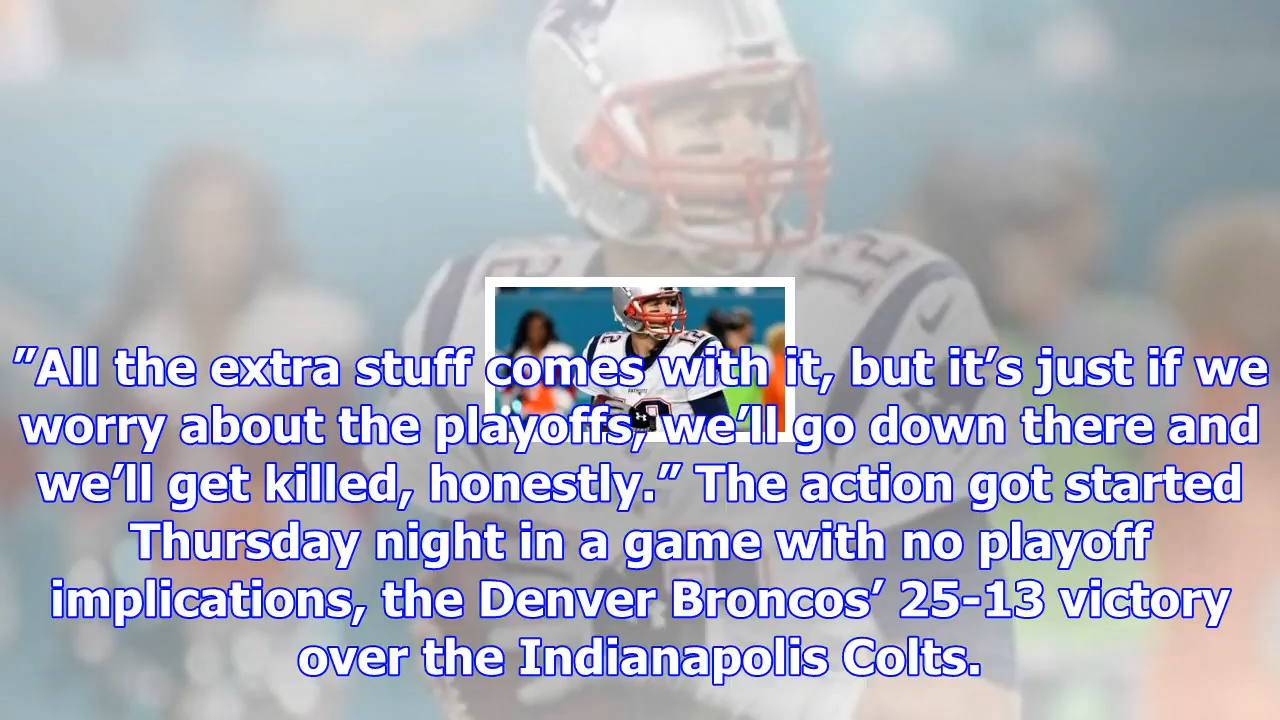 ”All the extra stuff comes with it, but it’s just if we
worry about the playoffs, we’ll go down there and
we’ll get killed, honestly.” The action got started
Thursday night in a game with no playoff
implications, the Denver Broncos’ 25-13 victory
over the Indianapolis Colts.
12
12